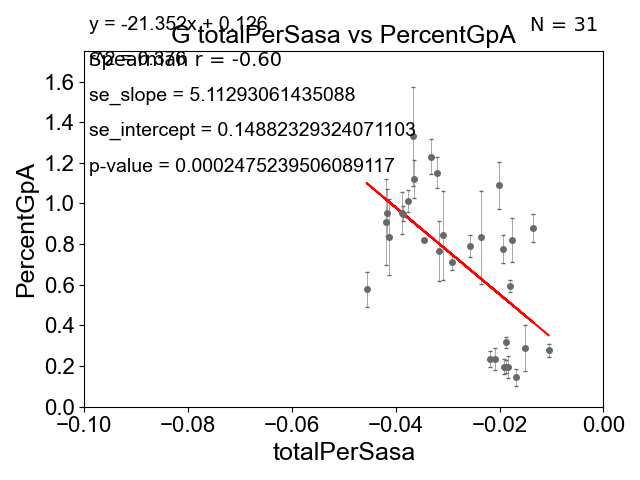 y = -21.352x + 0.126
N = 31
G totalPerSasa vs PercentGpA
Spearman r = -0.60
se_slope = 5.11293061435088
se_intercept = 0.14882329324071103
p-value = 0.0002475239506089117
PercentGpA
1.6
1.4
1.2
1.0
0.8
0.6
0.4
0.2
0.0
−0.10
−0.08
−0.06
−0.04
−0.02
0.00
totalPerSasa